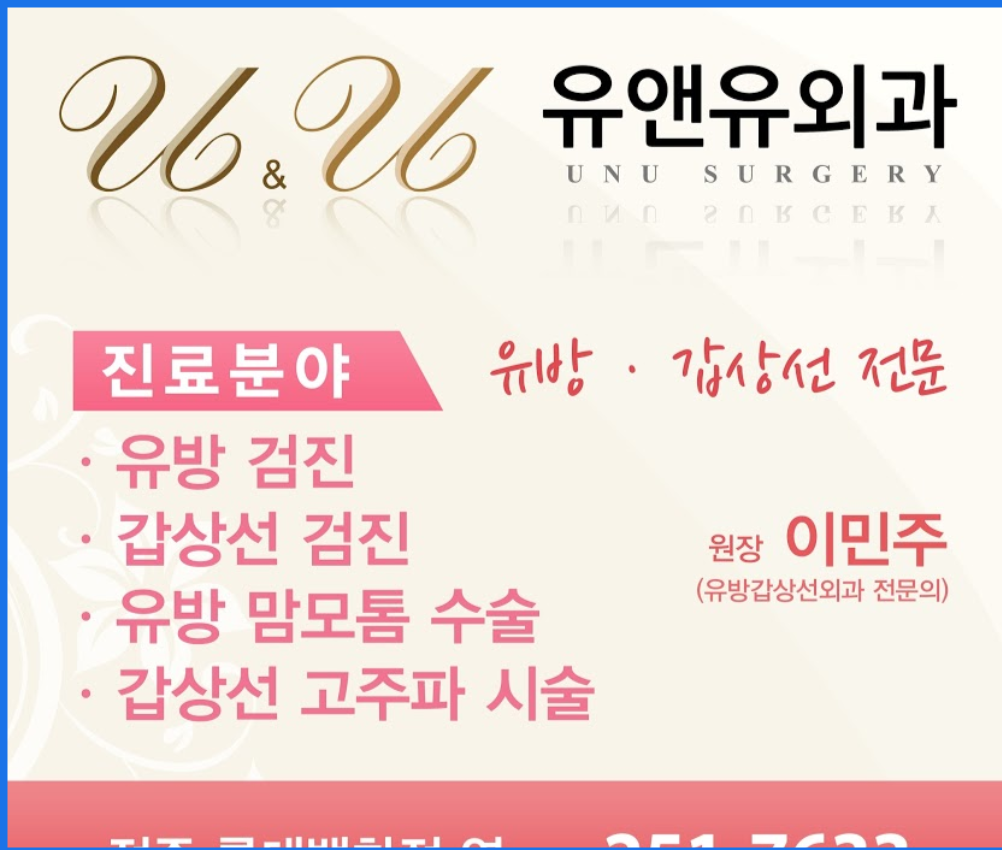 U & U
유앤유외과
UNU SURGERY
진료분야
유방 · 갑상선 전문
· 유방 검진
· 갑상선 검진
· 유방 맘모톰 수술
· 갑상선 고주파 시술
원장 이민주
(유방갑상선외과 전문의)